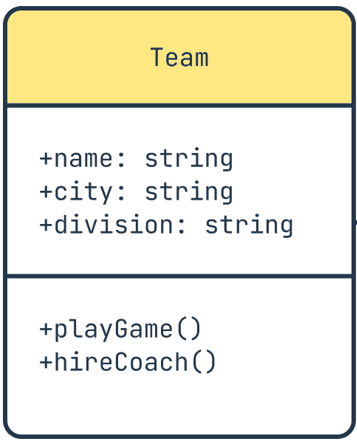 Team
+name: string
+city: string
+division: string
+playGame()
+hireCoach()